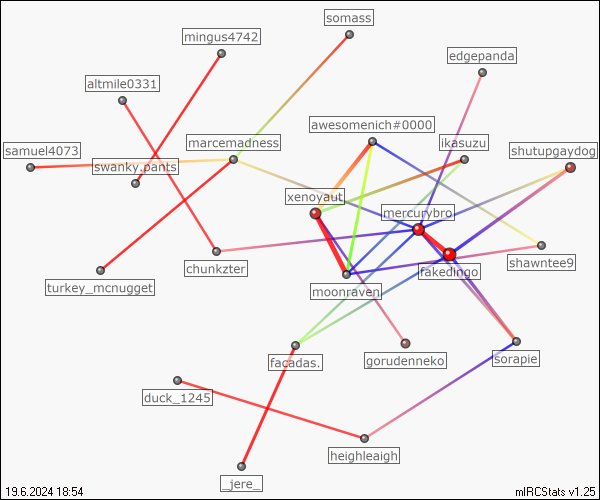 somass
mingus4742
edgepanda
altmile0331
awesomenich#0000
marcemadness
ikasuzu
samuel4073
shutupgaydog
swanky.pants
xenoyaut
mercurybro
shawntee9
chunkzter
fakedingo
turkey_mcnugget
moonraven
facadas.
gorudenneko
sorapie
duck_1245
heighleaigh
_jere_
19.6.2024 18:54
mIRCStats v1.25